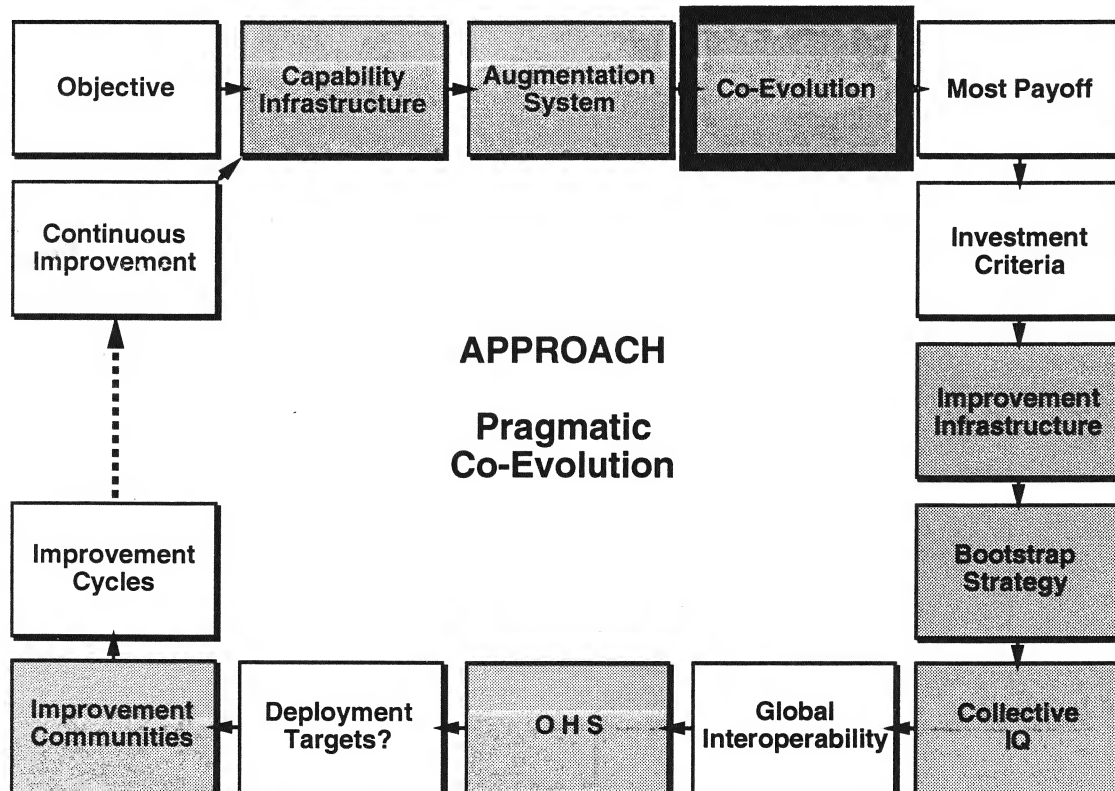 Objective
Capability
Infrastructure
Augmentation
System
Co-Evolution
Most Payoff
Continuous
Improvement
Investment
Criteria
APPROACH
Pragmatic
Co-Evolution
Improvement
Infrastructure
Improvement
Cycles
Bootstrap
Strategy
Improvement
Communities
Deployment
Targets?
O H S
Global
Interoperability
Collective
IQ